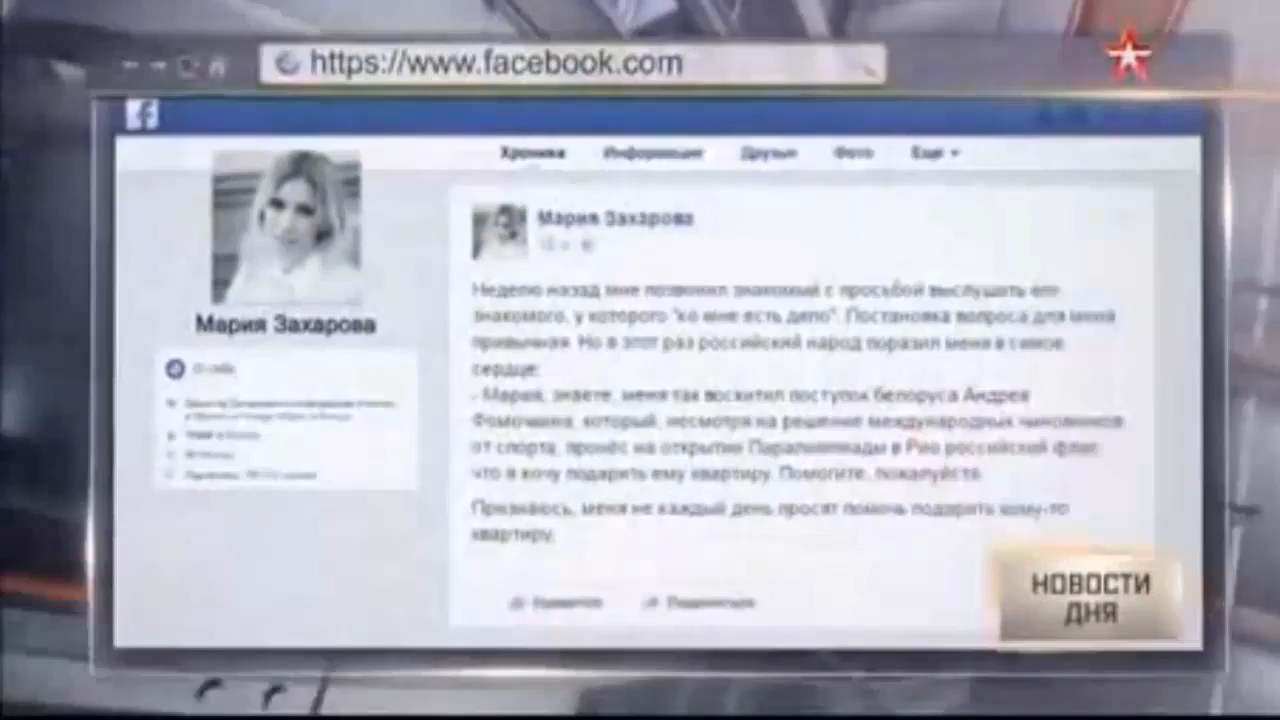 https://www.facebook.com
f
Хроника Информация Друзья Фото Ещё
Мария Захарова
Мария Захарова
Неделю назад мне позвонил знакомый с просьбой выслушать его
знакомого, у которого "ко мне есть дело". Постановка вопроса для меня
привычная. Но в этот раз российский народ поразил меня в самое
сердце:
- Мария, знаете, меня так восхитил поступок белоруса Андрея
Фомочкина, который, несмотря на решение международных чиновников
от спорта, пронёс на открытии Паралимпиады в Рио российский флаг,
что я хочу подарить ему квартиру. Помогите, пожалуйста.
Признаюсь, меня не каждый день просят помочь подарить кому-то
квартиру.
Нравится Поделиться
НОВОСТИ
ДНЯ